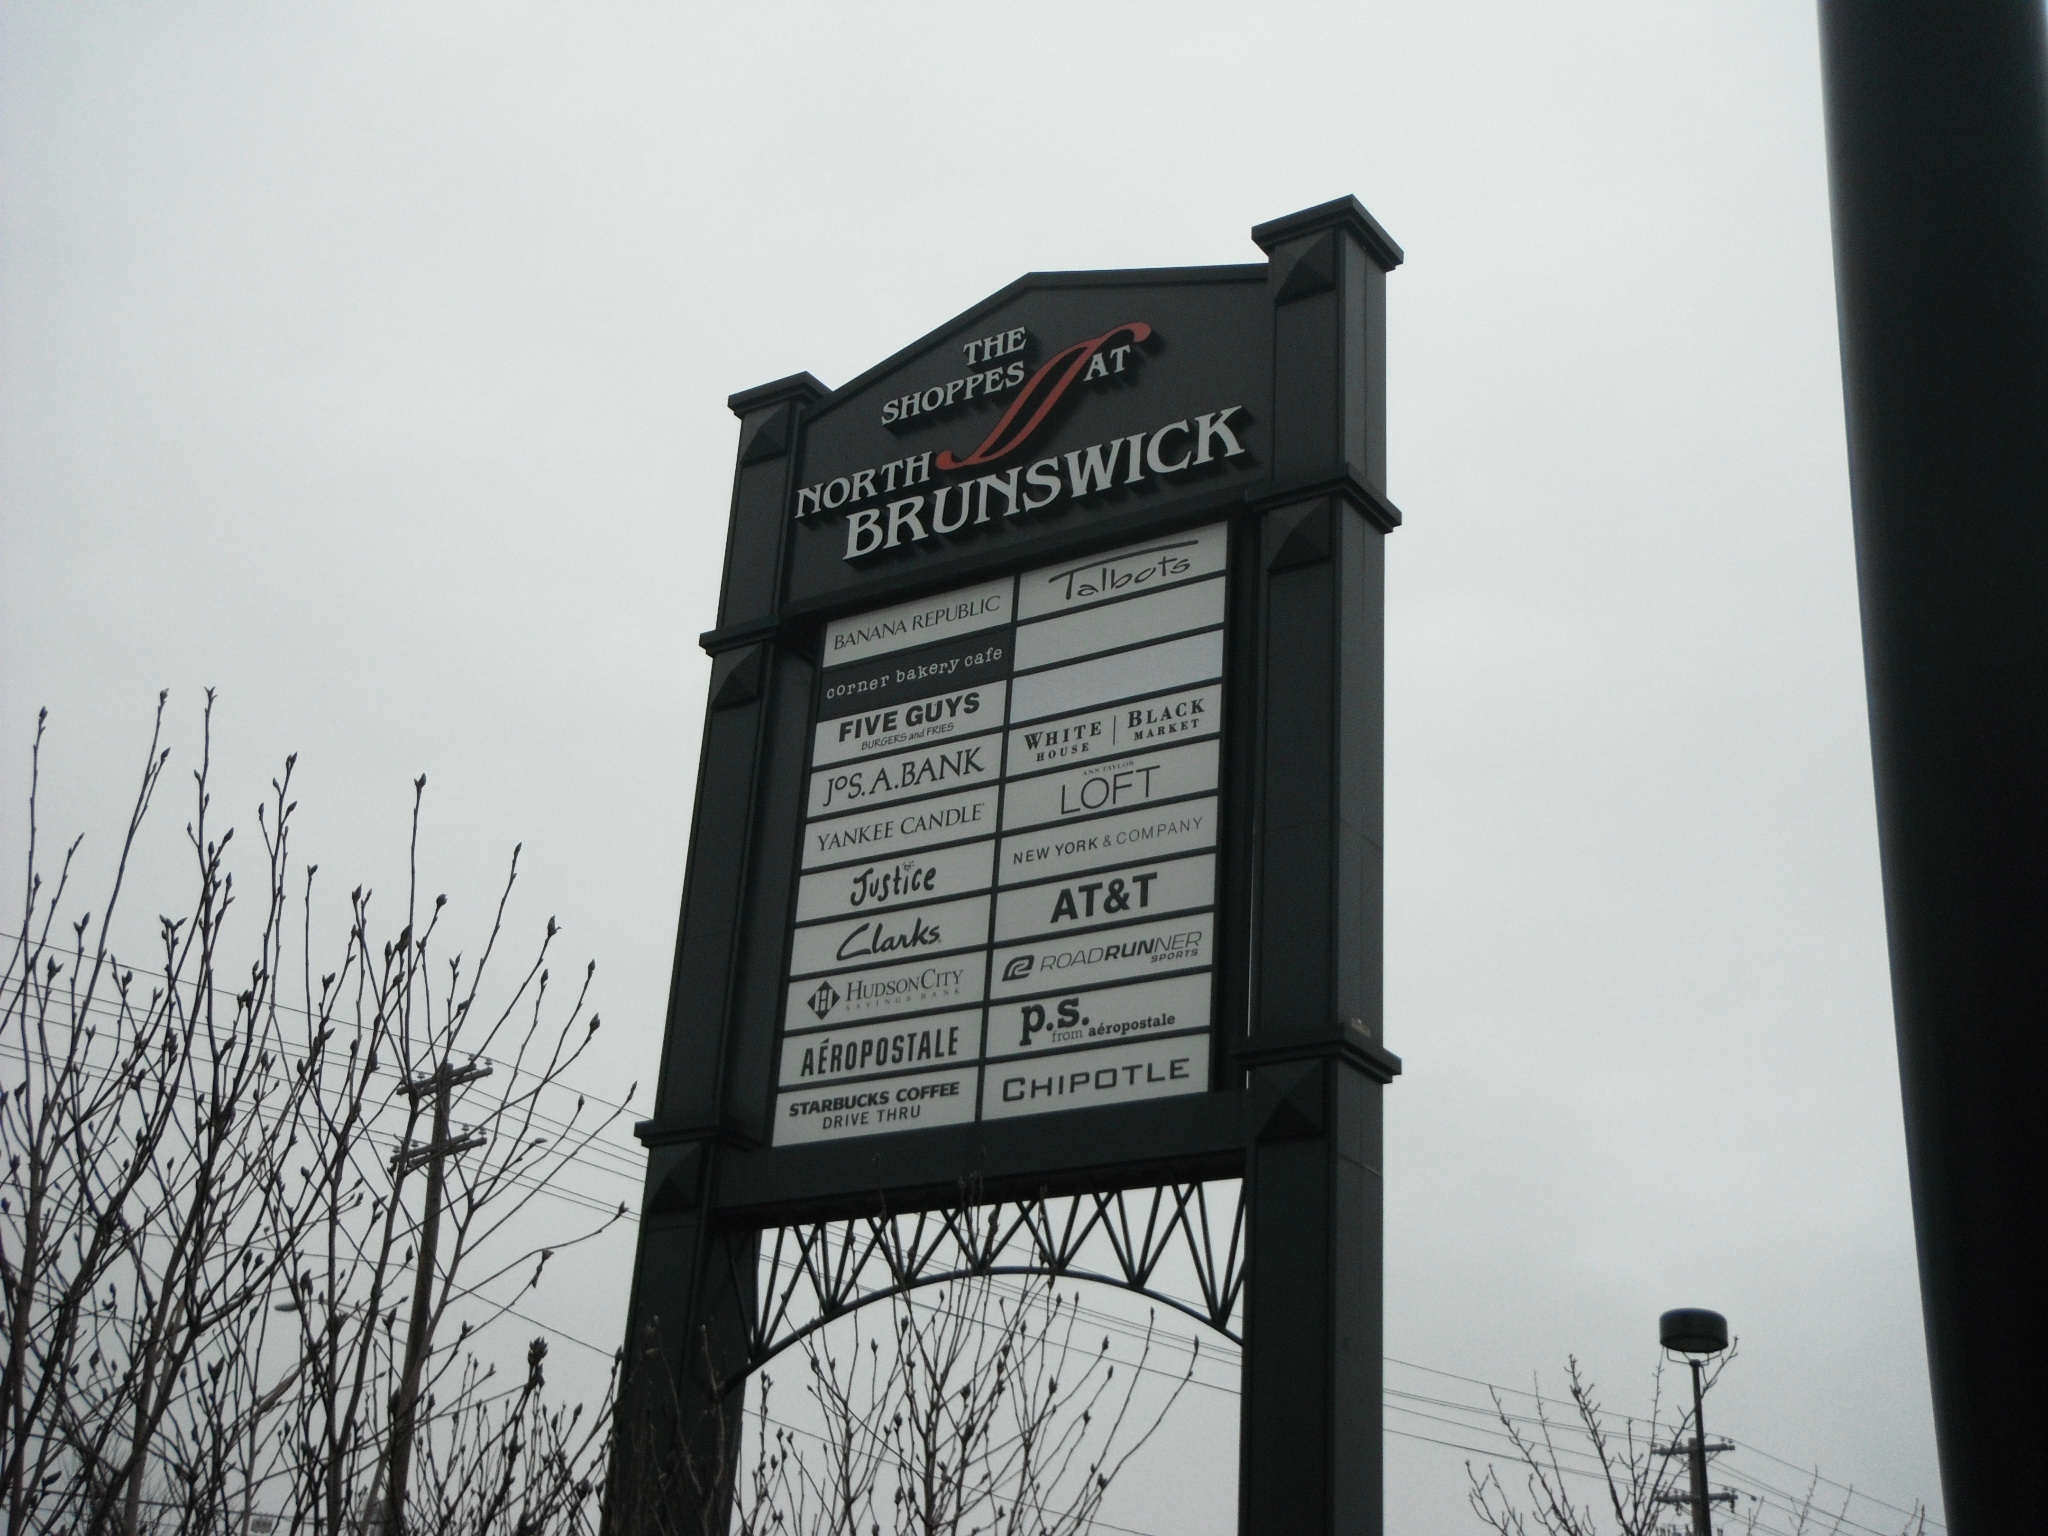 THE
SHOPPES AT
NORTH
BRUNSWICK
BANANA REPUBLIC
corner bakery cafe
FIVE GUYS
BURGERS and FRIES
JOS. A. BANK
YANKEE CANDLE
Justice
Clarks
HUDSON CITY
SAVINGS BANK
AÉROPOSTALE
STARBUCKS COFFEE
DRIVE THRU
Talbots
WHITE | BLACK
HOUSE MARKET
ANN TAYLOR
LOFT
NEW YORK & COMPANY
AT&T
ROADRUNNER
SPORTS
p.s.
from aéropostale
CHIPOTLE